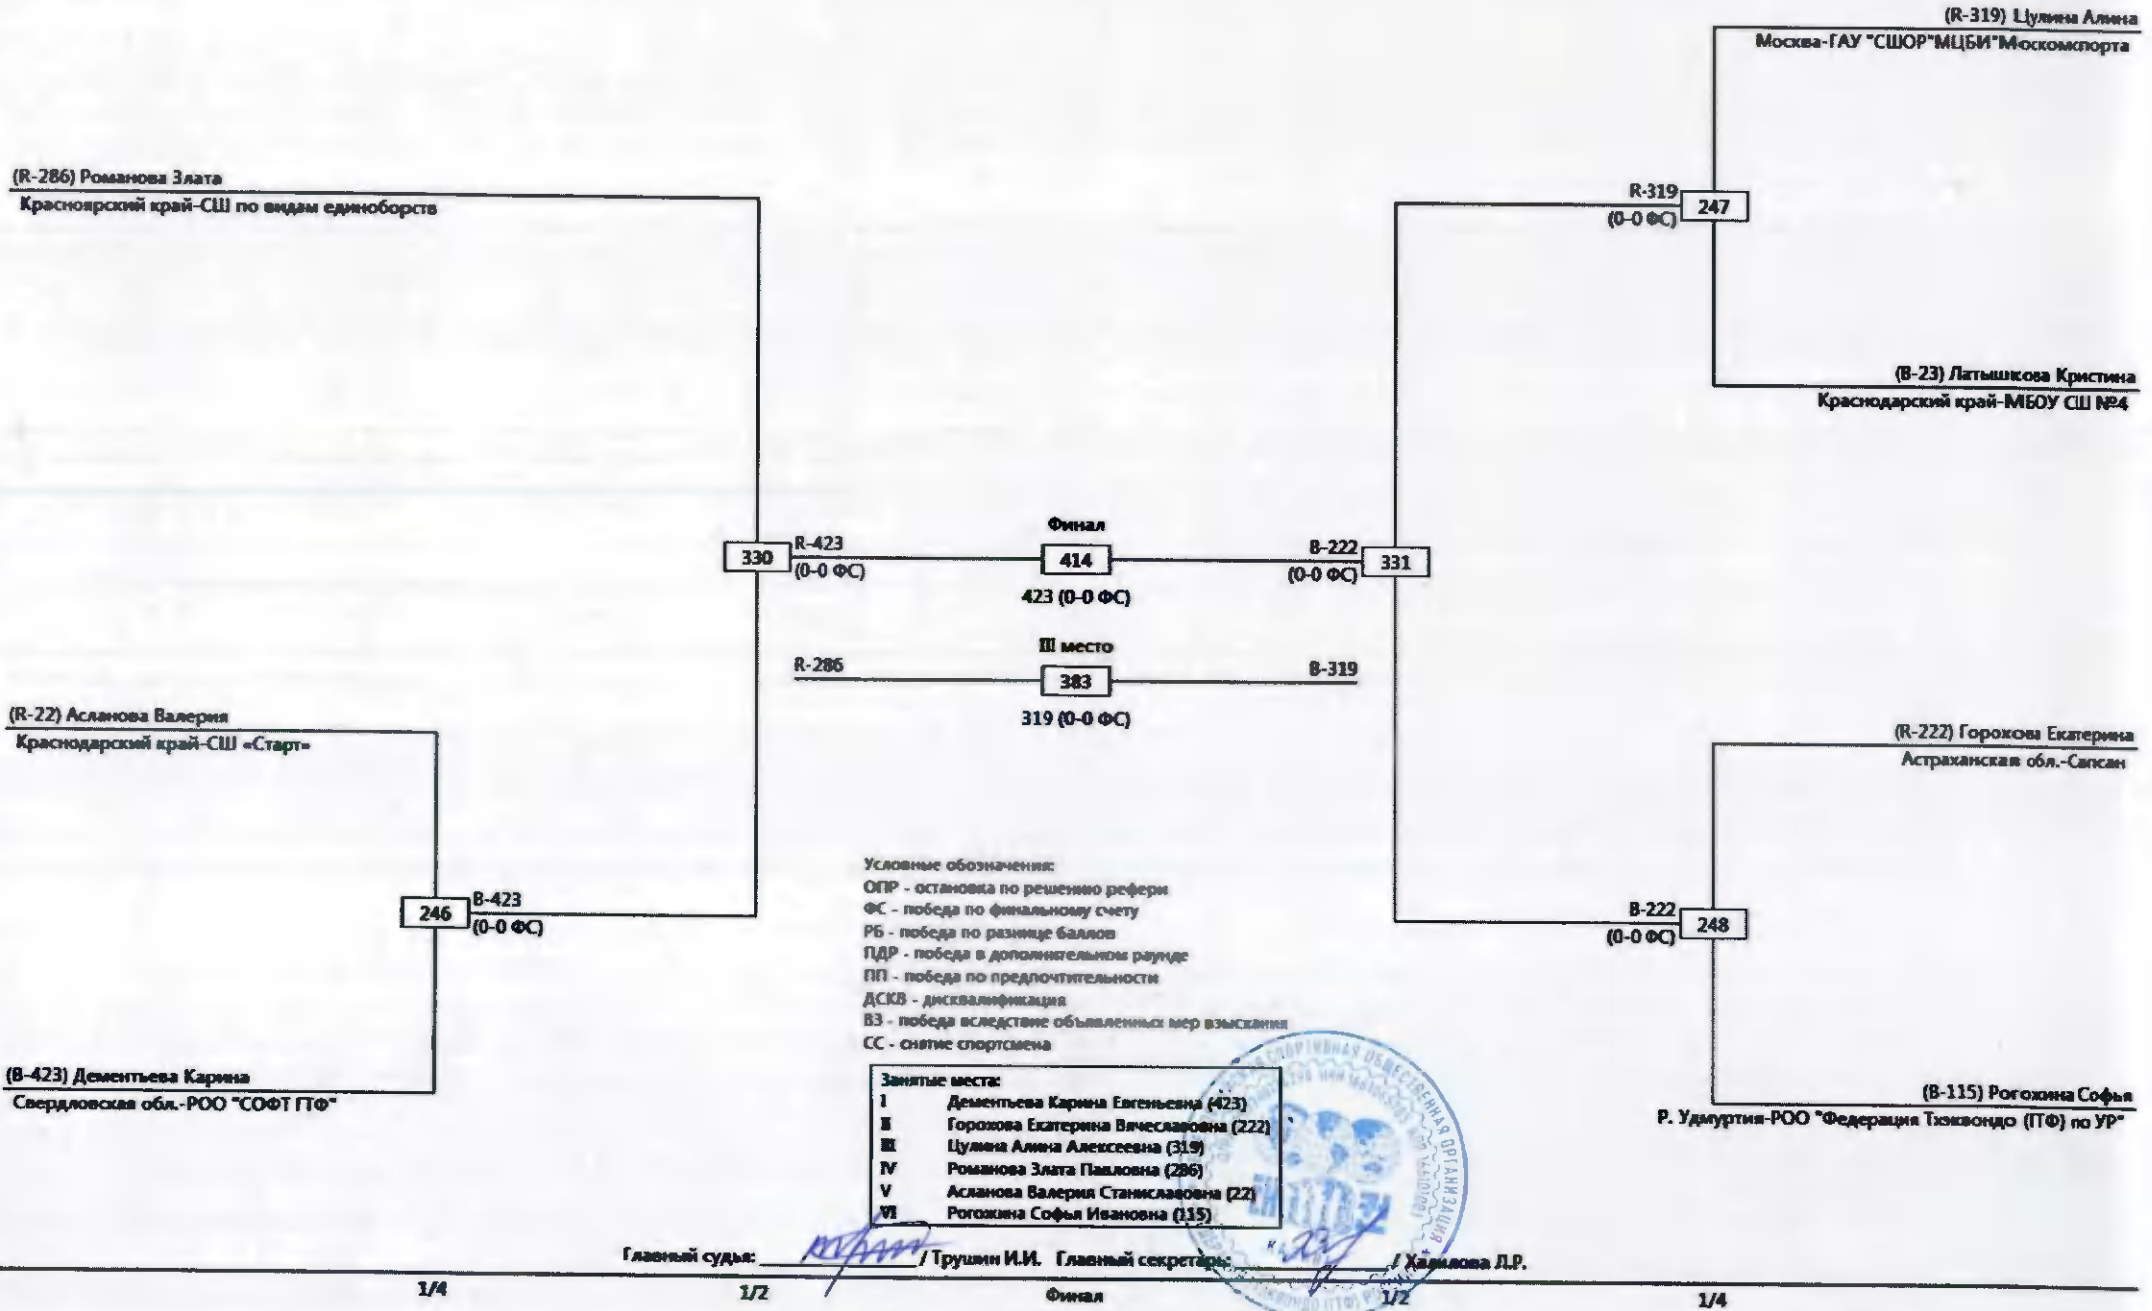 (R-319) Цулина Алина
Москва-ГАУ "СШОР"МЦБИ"Москомспорта
(R-286) Романова Злата
Красноярский край-СШ по видам единоборств
R-319
247
(0-0 ФС)
(B-23) Латышкова Кристина
Краснодарский край-МБОУ СШ №4
Финал
330
R-423
(0-0 ФС)
414
B-222
(0-0 ФС)
331
423 (0-0 ФС)
III место
R-286
383
B-319
319 (0-0 ФС)
(R-22) Асланова Валерия
Краснодарский край-СШ «Старт»
(R-222) Горохова Екатерина
Астраханская обл.-Сапсан
246
B-423
(0-0 ФС)
B-222
248
(0-0 ФС)
Условные обозначения:
ОПР - остановка по решению рефери
ФС - победа по финальному счету
РБ - победа по разнице баллов
ПДР - победа в дополнительном раунде
ПП - победа по предпочтительности
ДСКВ - дисквалификация
ВЗ - победа вследствие объявленных мер взыскания
СС - снятие спортсмена
(B-423) Дементьева Карина
Свердловская обл.-РОО "СОФТ ГТФ"
(B-115) Рогожина Софья
Р. Удмуртия-РОО "Федерация Тхэквондо (ГТФ) по УР"
Занятые места:
I Дементьева Карина Евгеньевна (423)
II Горохова Екатерина Вячеславовна (222)
III Цулина Алина Алексеевна (319)
IV Романова Злата Павловна (286)
V Асланова Валерия Станиславовна (22)
VI Рогожина Софья Ивановна (115)
СПОРТИВНАЯ ОБЩЕСТВЕННАЯ ОРГАНИЗАЦИЯ
Главный судья: / Трушин И.И. Главный секретарь: / Халилова Л.Р.
1/4 1/2 Финал 1/2 1/4